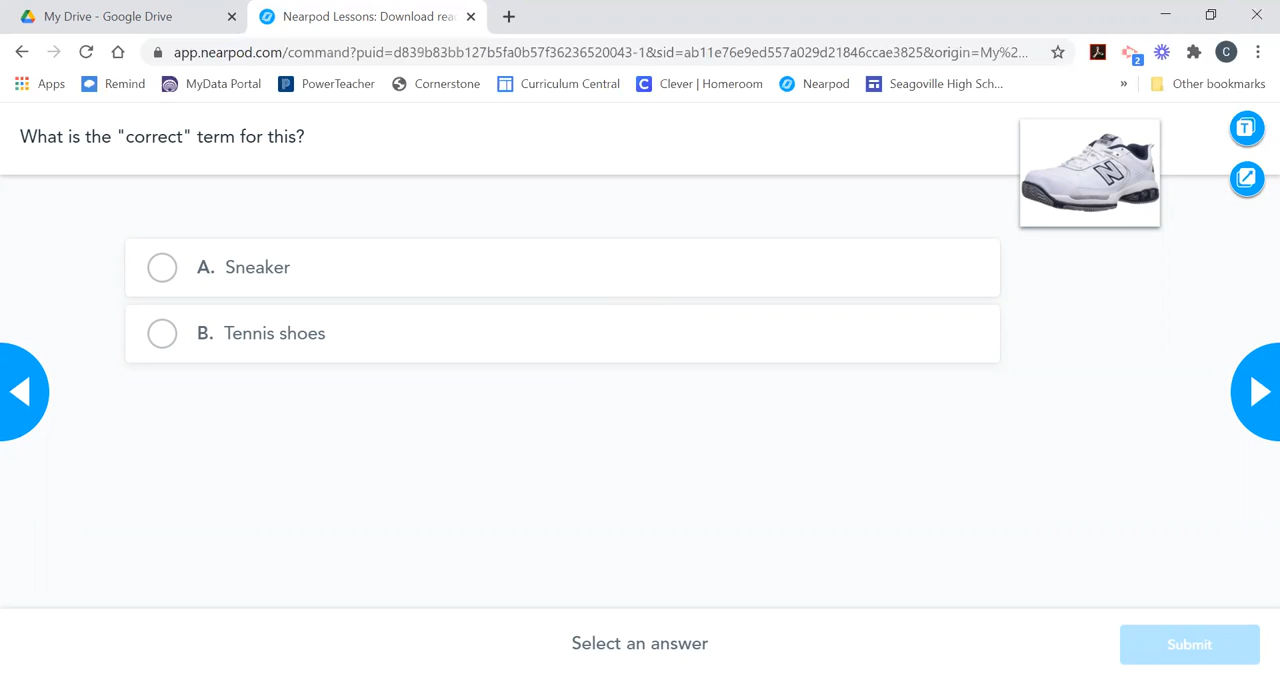 My Drive - Google Drive
Nearpod Lessons: Download rea
app.nearpod.com/command?puid=d839b83bb127b5fa0b57f36236520043-1&sid=ab11e76e9ed557a029d21846ccae3825&origin=My%2...
2
C
Apps Remind MyData Portal PowerTeacher Cornerstone Curriculum Central Clever | Homeroom Nearpod Seagoville High Sch... » Other bookmarks
What is the "correct" term for this?
N
T
A. Sneaker
B. Tennis shoes
Select an answer
Submit